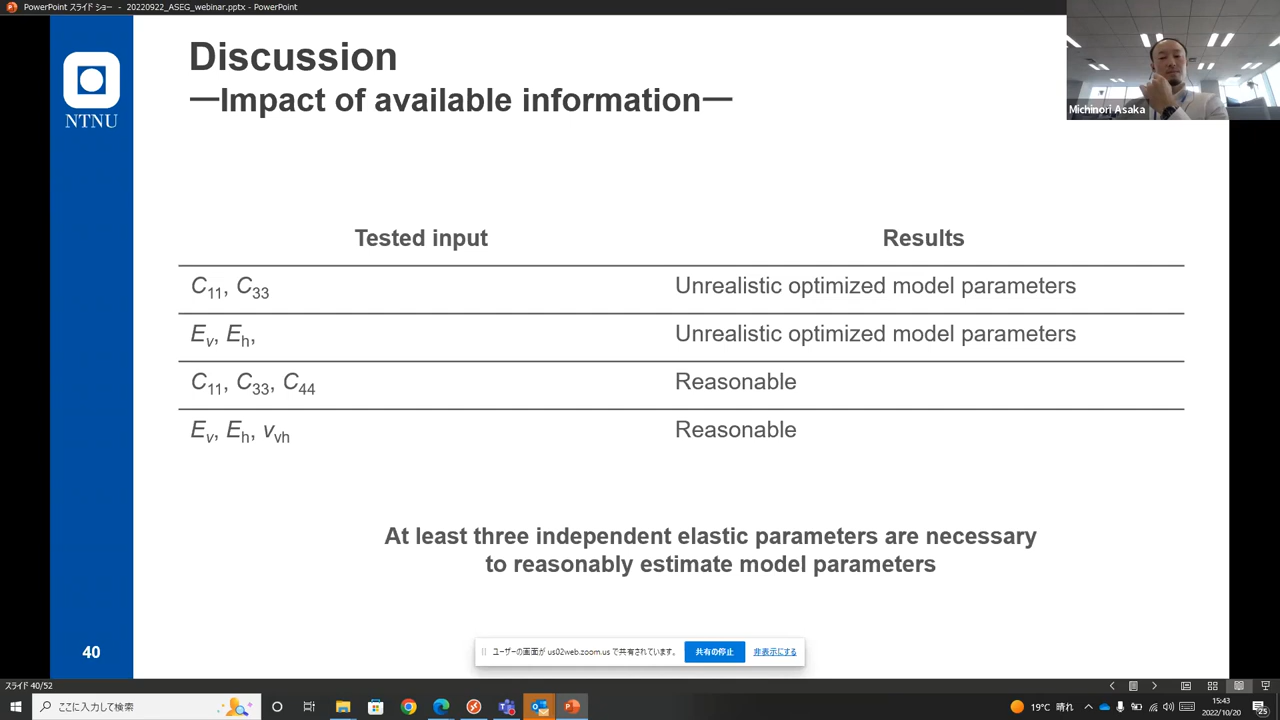 PowerPoint スライド ショー - 20220922_ASEG_webinar.pptx - PowerPoint
Discussion
—Impact of available information—
NTNU
Michinori Asaka
Tested input Results
C11, C33 Unrealistic optimized model parameters
Ev, Eh, Unrealistic optimized model parameters
C11, C33, C44 Reasonable
Ev, Eh, νvh Reasonable
At least three independent elastic parameters are necessary
to reasonably estimate model parameters
40
ユーザーの画面が us02web.zoom.us で共有されています。 共有の停止 非表示にする
スライド 40/52
ここに入力して検索
19°C 晴れ
15:43
2022/10/20
25